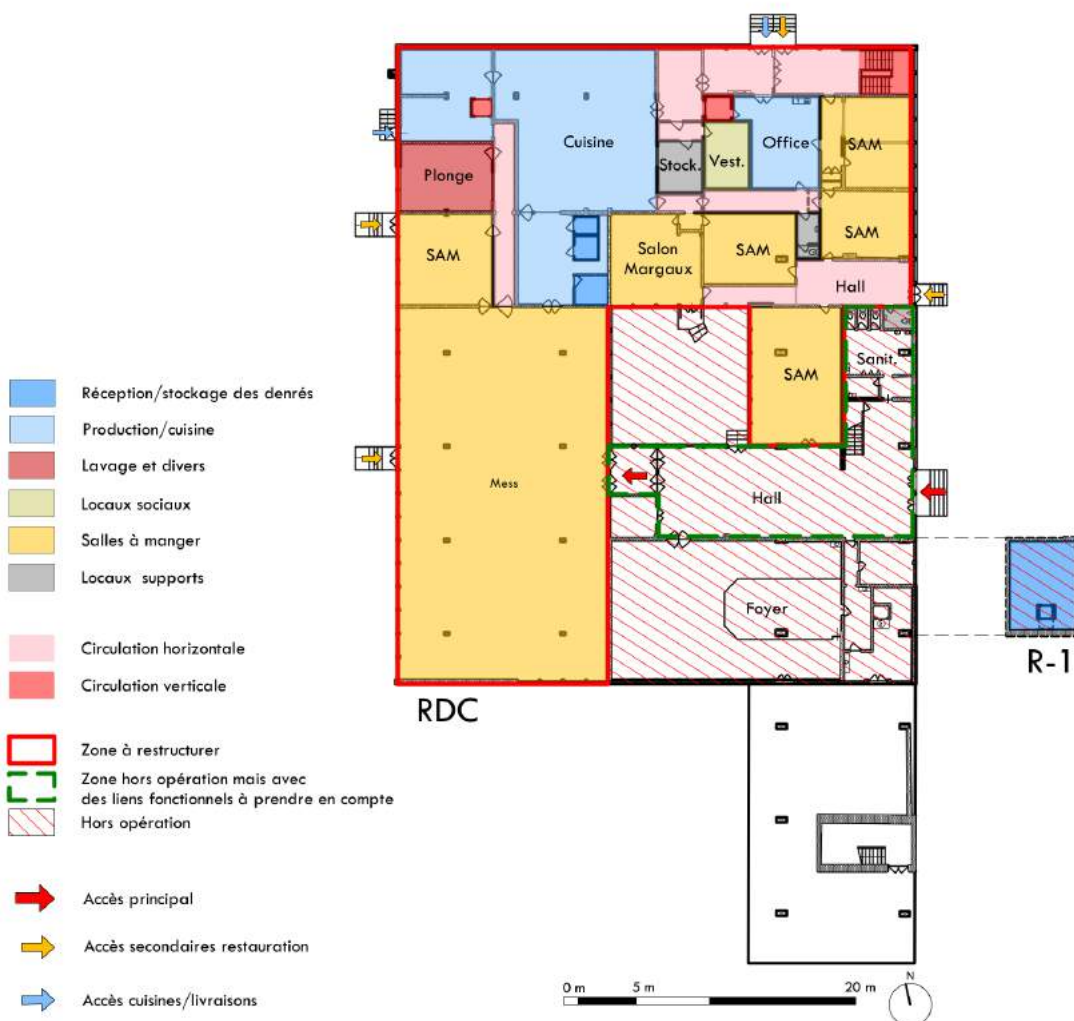 Cuisine
Stock.
Vest.
Office
SAM
Plonge
SAM
Salon
Margaux
SAM
SAM
Hall
Sanit.
SAM
Mess
Hall
Foyer
RDC
R-1
Réception/stockage des denrés
Production/cuisine
Lavage et divers
Locaux sociaux
Salles à manger
Locaux supports
Circulation horizontale
Circulation verticale
Zone à restructurer
Zone hors opération mais avec
des liens fonctionnels à prendre en compte
Hors opération
Accès principal
Accès secondaires restauration
Accès cuisines/livraisons
0 m 5 m 20 m
N